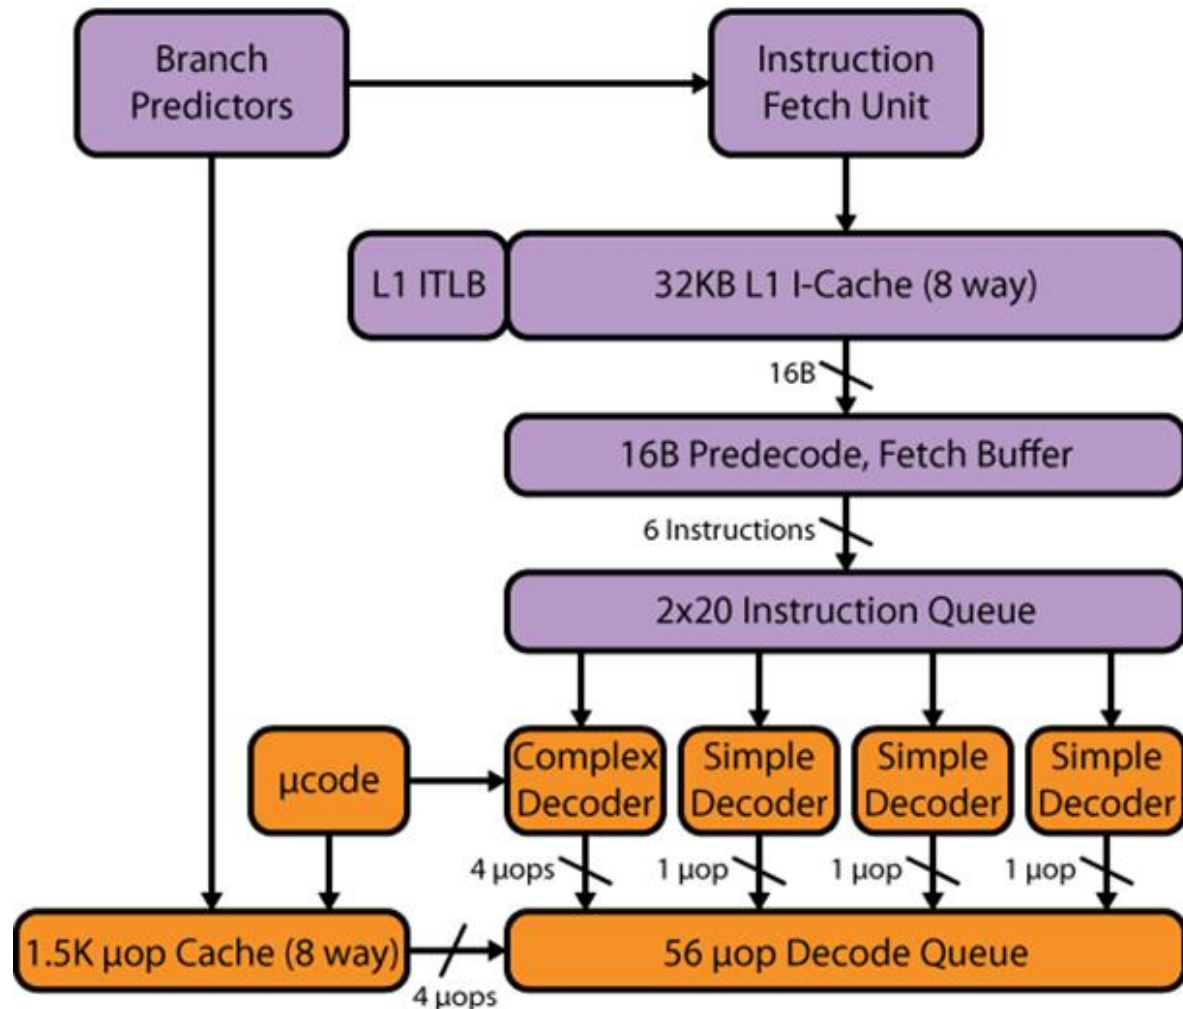 Branch
Predictors
Instruction
Fetch Unit
L1 ITLB
32KB L1 I-Cache (8 way)
16B
16B Predecode, Fetch Buffer
6 Instructions
2x20 Instruction Queue
µcode
Complex
Decoder
Simple
Decoder
Simple
Decoder
Simple
Decoder
4 µops
1 µop
1 µop
1 µop
1.5K µop Cache (8 way)
4 µops
56 µop Decode Queue